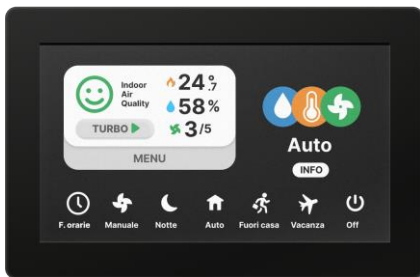 Indoor
Air
Quality
24°.7
58%
TURBO
3/5
MENU
Auto
INFO
F. orarie
Manuale
Notte
Auto
Fuori casa
Vacanza
Off